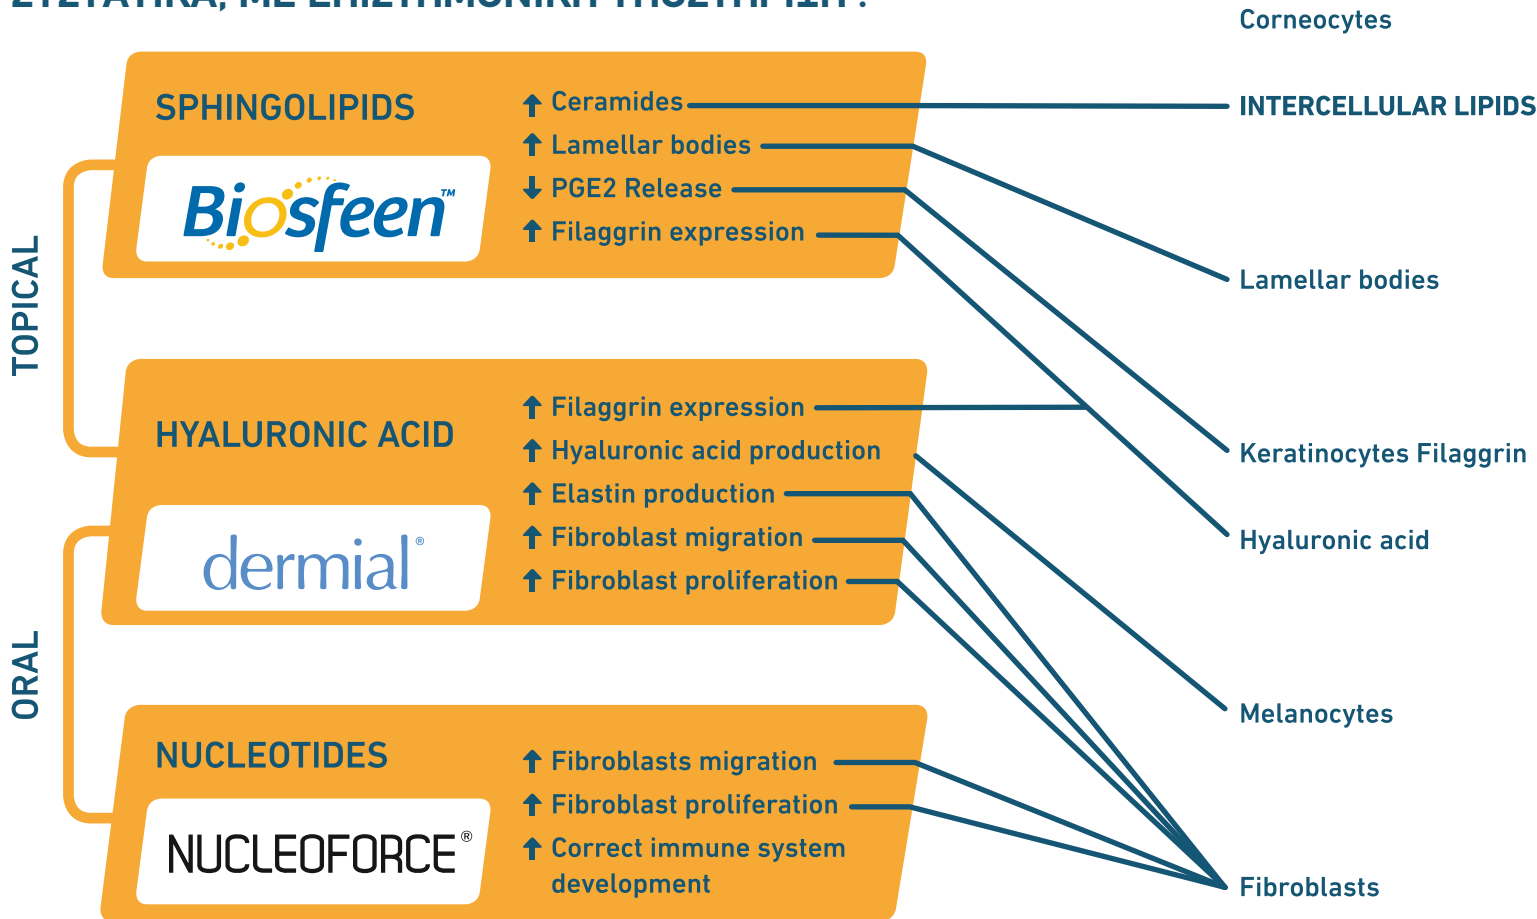 Corneocytes
SPHINGOLIPIDS
Biosfeen™
↑ Ceramides
↑ Lamellar bodies
↓ PGE2 Release
↑ Filaggrin expression
INTERCELLULAR LIPIDS
Lamellar bodies
TOPICAL
HYALURONIC ACID
dermial®
↑ Filaggrin expression
↑ Hyaluronic acid production
↑ Elastin production
↑ Fibroblast migration
↑ Fibroblast proliferation
Keratinocytes Filaggrin
Hyaluronic acid
ORAL
NUCLEOTIDES
NUCLEOFORCE®
↑ Fibroblasts migration
↑ Fibroblast proliferation
↑ Correct immune system
development
Melanocytes
Fibroblasts